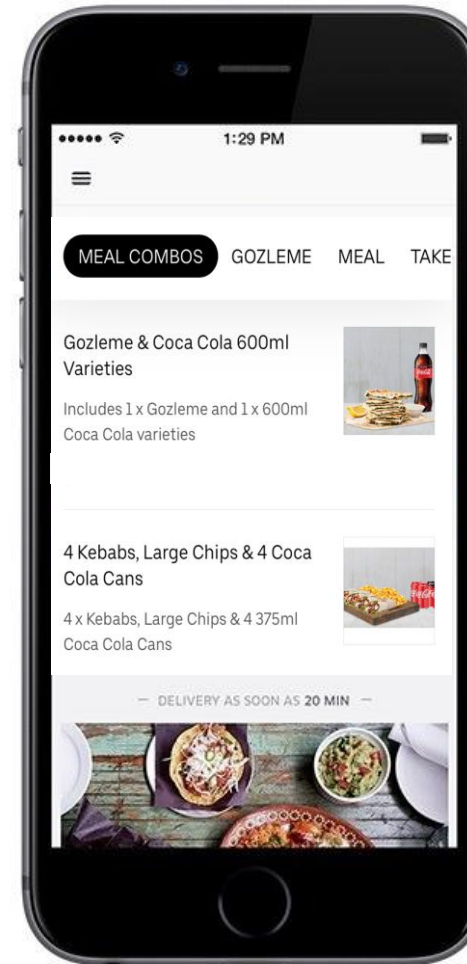 1:29 PM
MEAL COMBOS GOZLEME MEAL TAKE
Gozleme & Coca Cola 600ml
Varieties
Includes 1 x Gozleme and 1 x 600ml
Coca Cola varieties
4 Kebabs, Large Chips & 4 Coca
Cola Cans
4 x Kebabs, Large Chips & 4 375ml
Coca Cola Cans
— DELIVERY AS SOON AS 20 MIN —